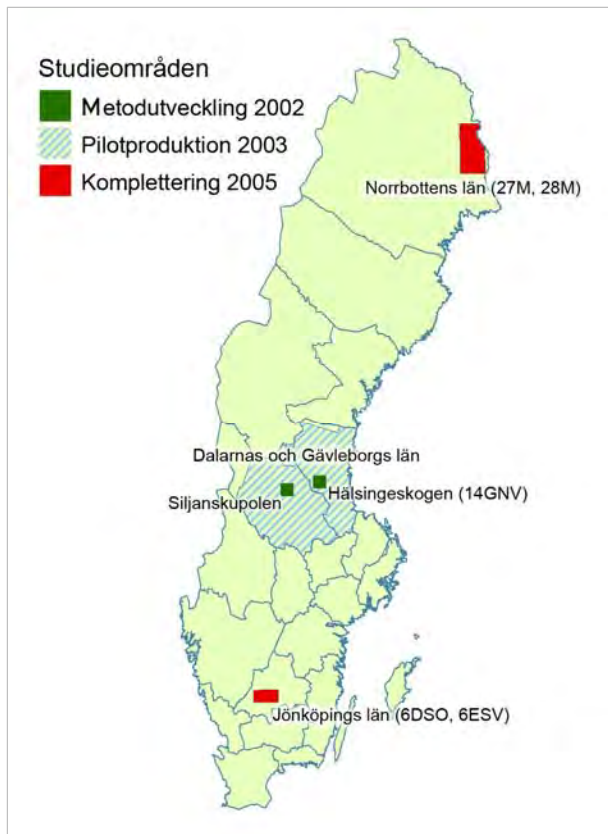 Studieområden
Metodutveckling 2002
Pilotproduktion 2003
Komplettering 2005
Norrbottens län (27M, 28M)
Dalarnas och Gävleborgs län
Siljanskupolen
Hälsingeskogen (14GNV)
Jönköpings län (6DSO, 6ESV)